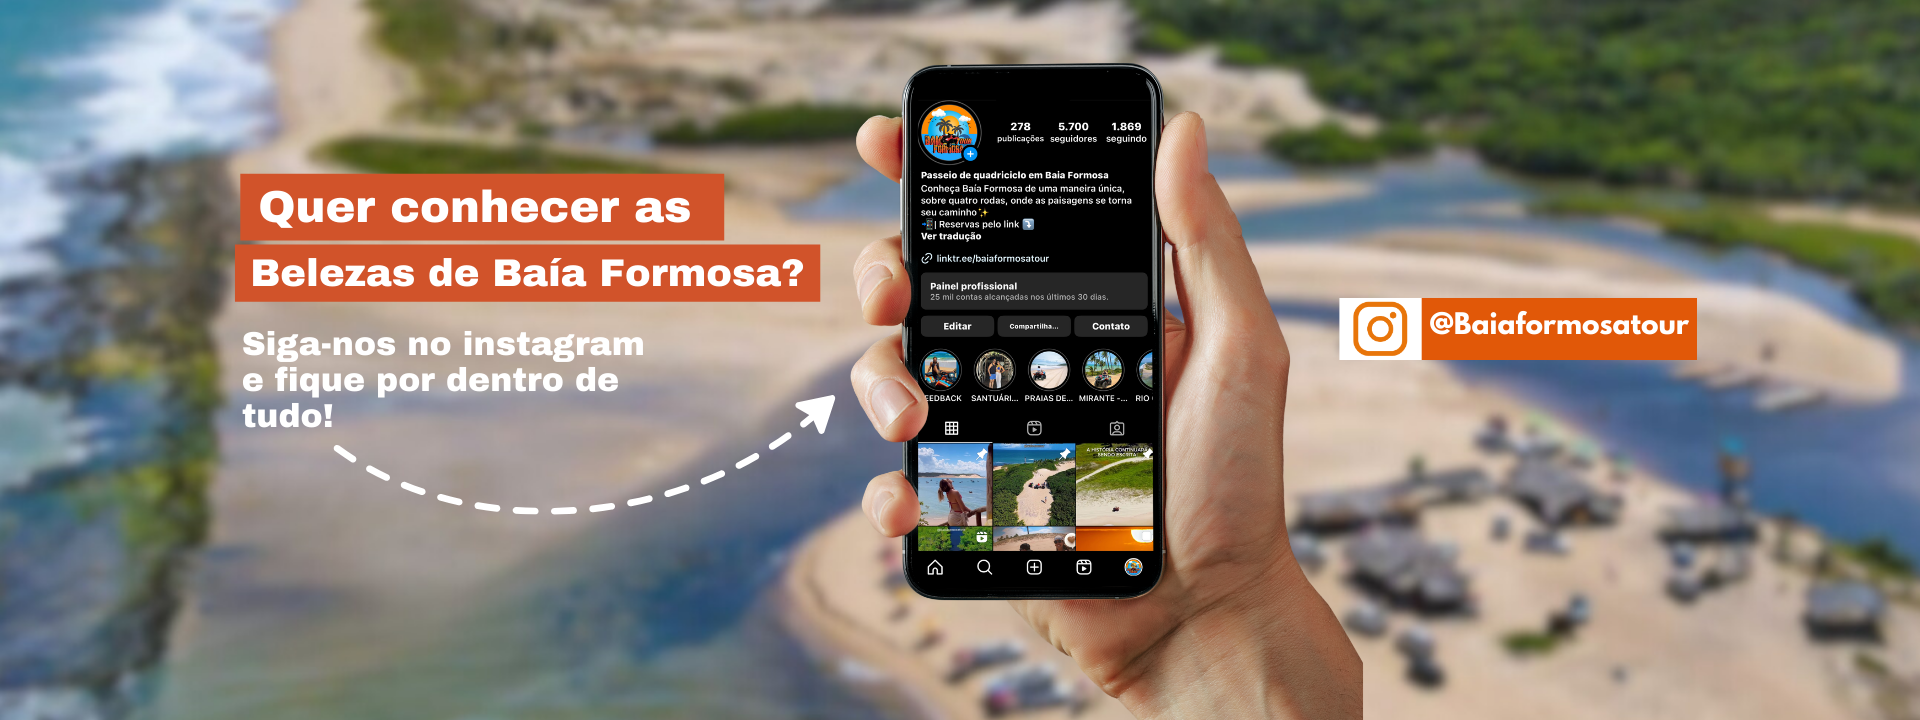 Quer conhecer as
Belezas de Baía Formosa?
Siga-nos no instagram
e fique por dentro de
tudo!
278 5.700 1.869
publicações seguidores seguindo
Passeio de quadriciclo em Baia Formosa
Conheça Baía Formosa de uma maneira única,
sobre quatro rodas, onde as paisagens se torna
seu caminho✨
📲| Reservas pelo link ⤵️
Ver tradução
linktr.ee/baiaformosatour
Painel profissional
25 mil contas alcançadas nos últimos 30 dias.
Editar Compartilha... Contato
EEDBACK SANTUÁRI... PRAIAS DE... MIRANTE -... RIO
A HISTÓRIA CONTINUA
SENDO ESCRITA
@Baiaformosatour